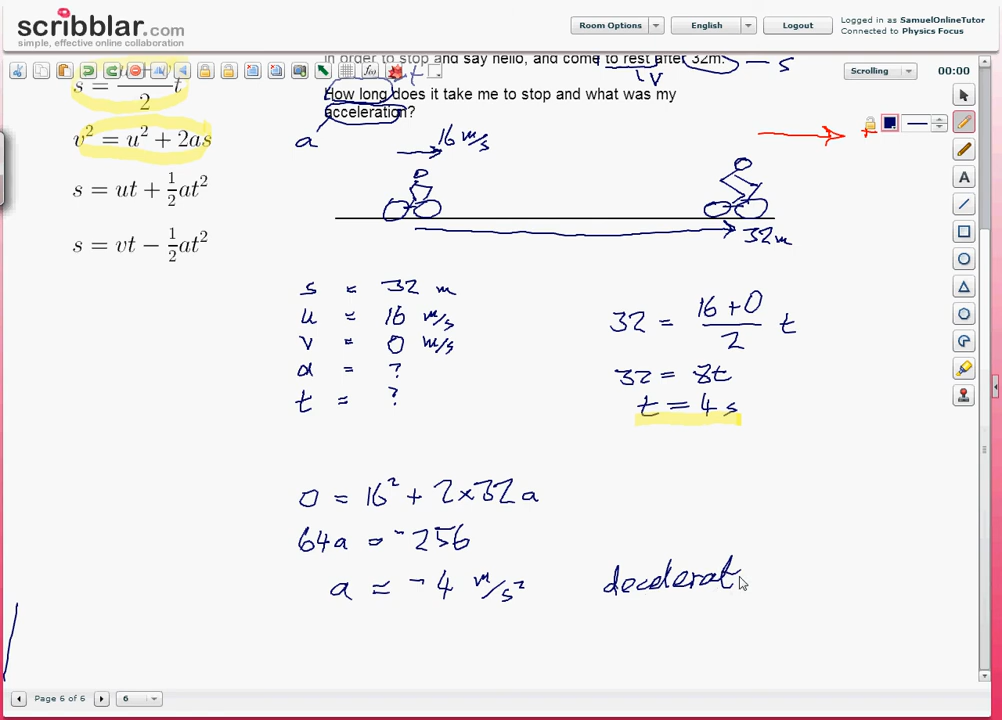 scribblar.com
simple, effective online collaboration
Room Options
English
Logout
Logged in as SamuelOnlineTutor
Connected to Physics Focus
in order to stop and say hello, and come to rest after 32m.
s
v
t
Scrolling
00:00
s = t
2
How long does it take me to stop and what was my
acceleration?
a
v² = u² + 2as
16 m/s
+
s = ut + ½at²
32m
s = vt − ½at²
s = 32 m
u = 16 m/s
v = 0 m/s
a = ?
t = ?
32 = (16+0)/2 t
32 = 8t
t = 4 s
0 = 16² + 2×32a
64a = -256
a = -4 m/s²
decelerat
Page 6 of 6
6